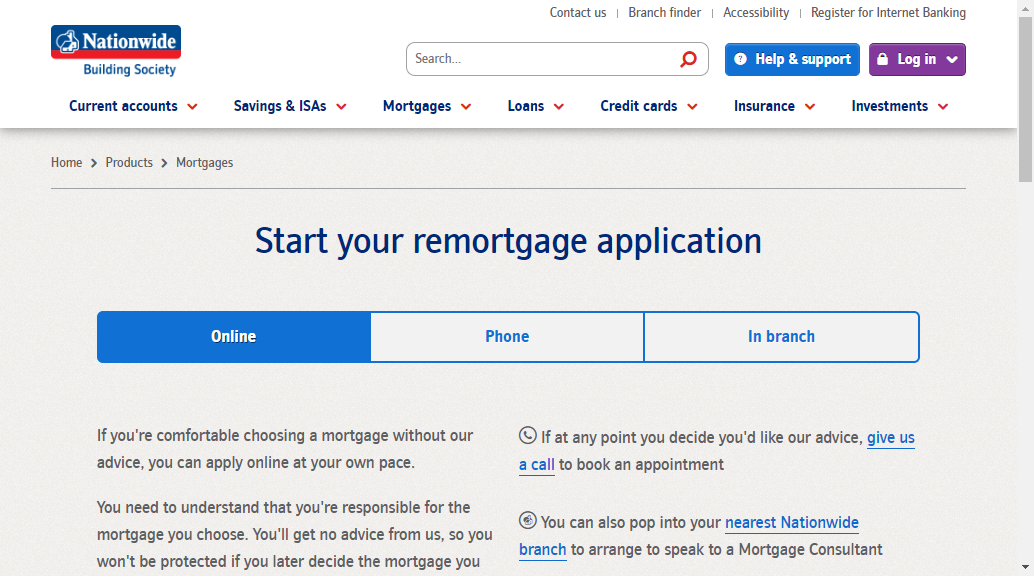 Contact us | Branch finder | Accessibility | Register for Internet Banking
Nationwide
Building Society
Search...
Help & support
Log in
Current accounts Savings & ISAs Mortgages Loans Credit cards Insurance Investments
Home > Products > Mortgages
Start your remortgage application
Online Phone In branch
If you're comfortable choosing a mortgage without our
advice, you can apply online at your own pace.
You need to understand that you're responsible for the
mortgage you choose. You'll get no advice from us, so you
won't be protected if you later decide the mortgage you
If at any point you decide you'd like our advice, give us
a call to book an appointment
You can also pop into your nearest Nationwide
branch to arrange to speak to a Mortgage Consultant